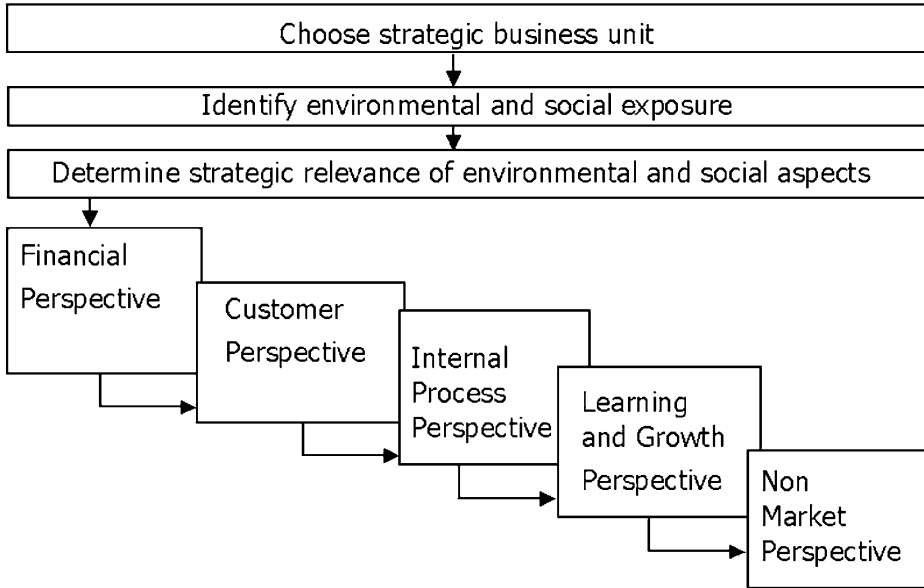 Choose strategic business unit
Identify environmental and social exposure
Determine strategic relevance of environmental and social aspects
Financial
Perspective
Customer
Perspective
Internal
Process
Perspective
Learning
and Growth
Perspective
Non
Market
Perspective